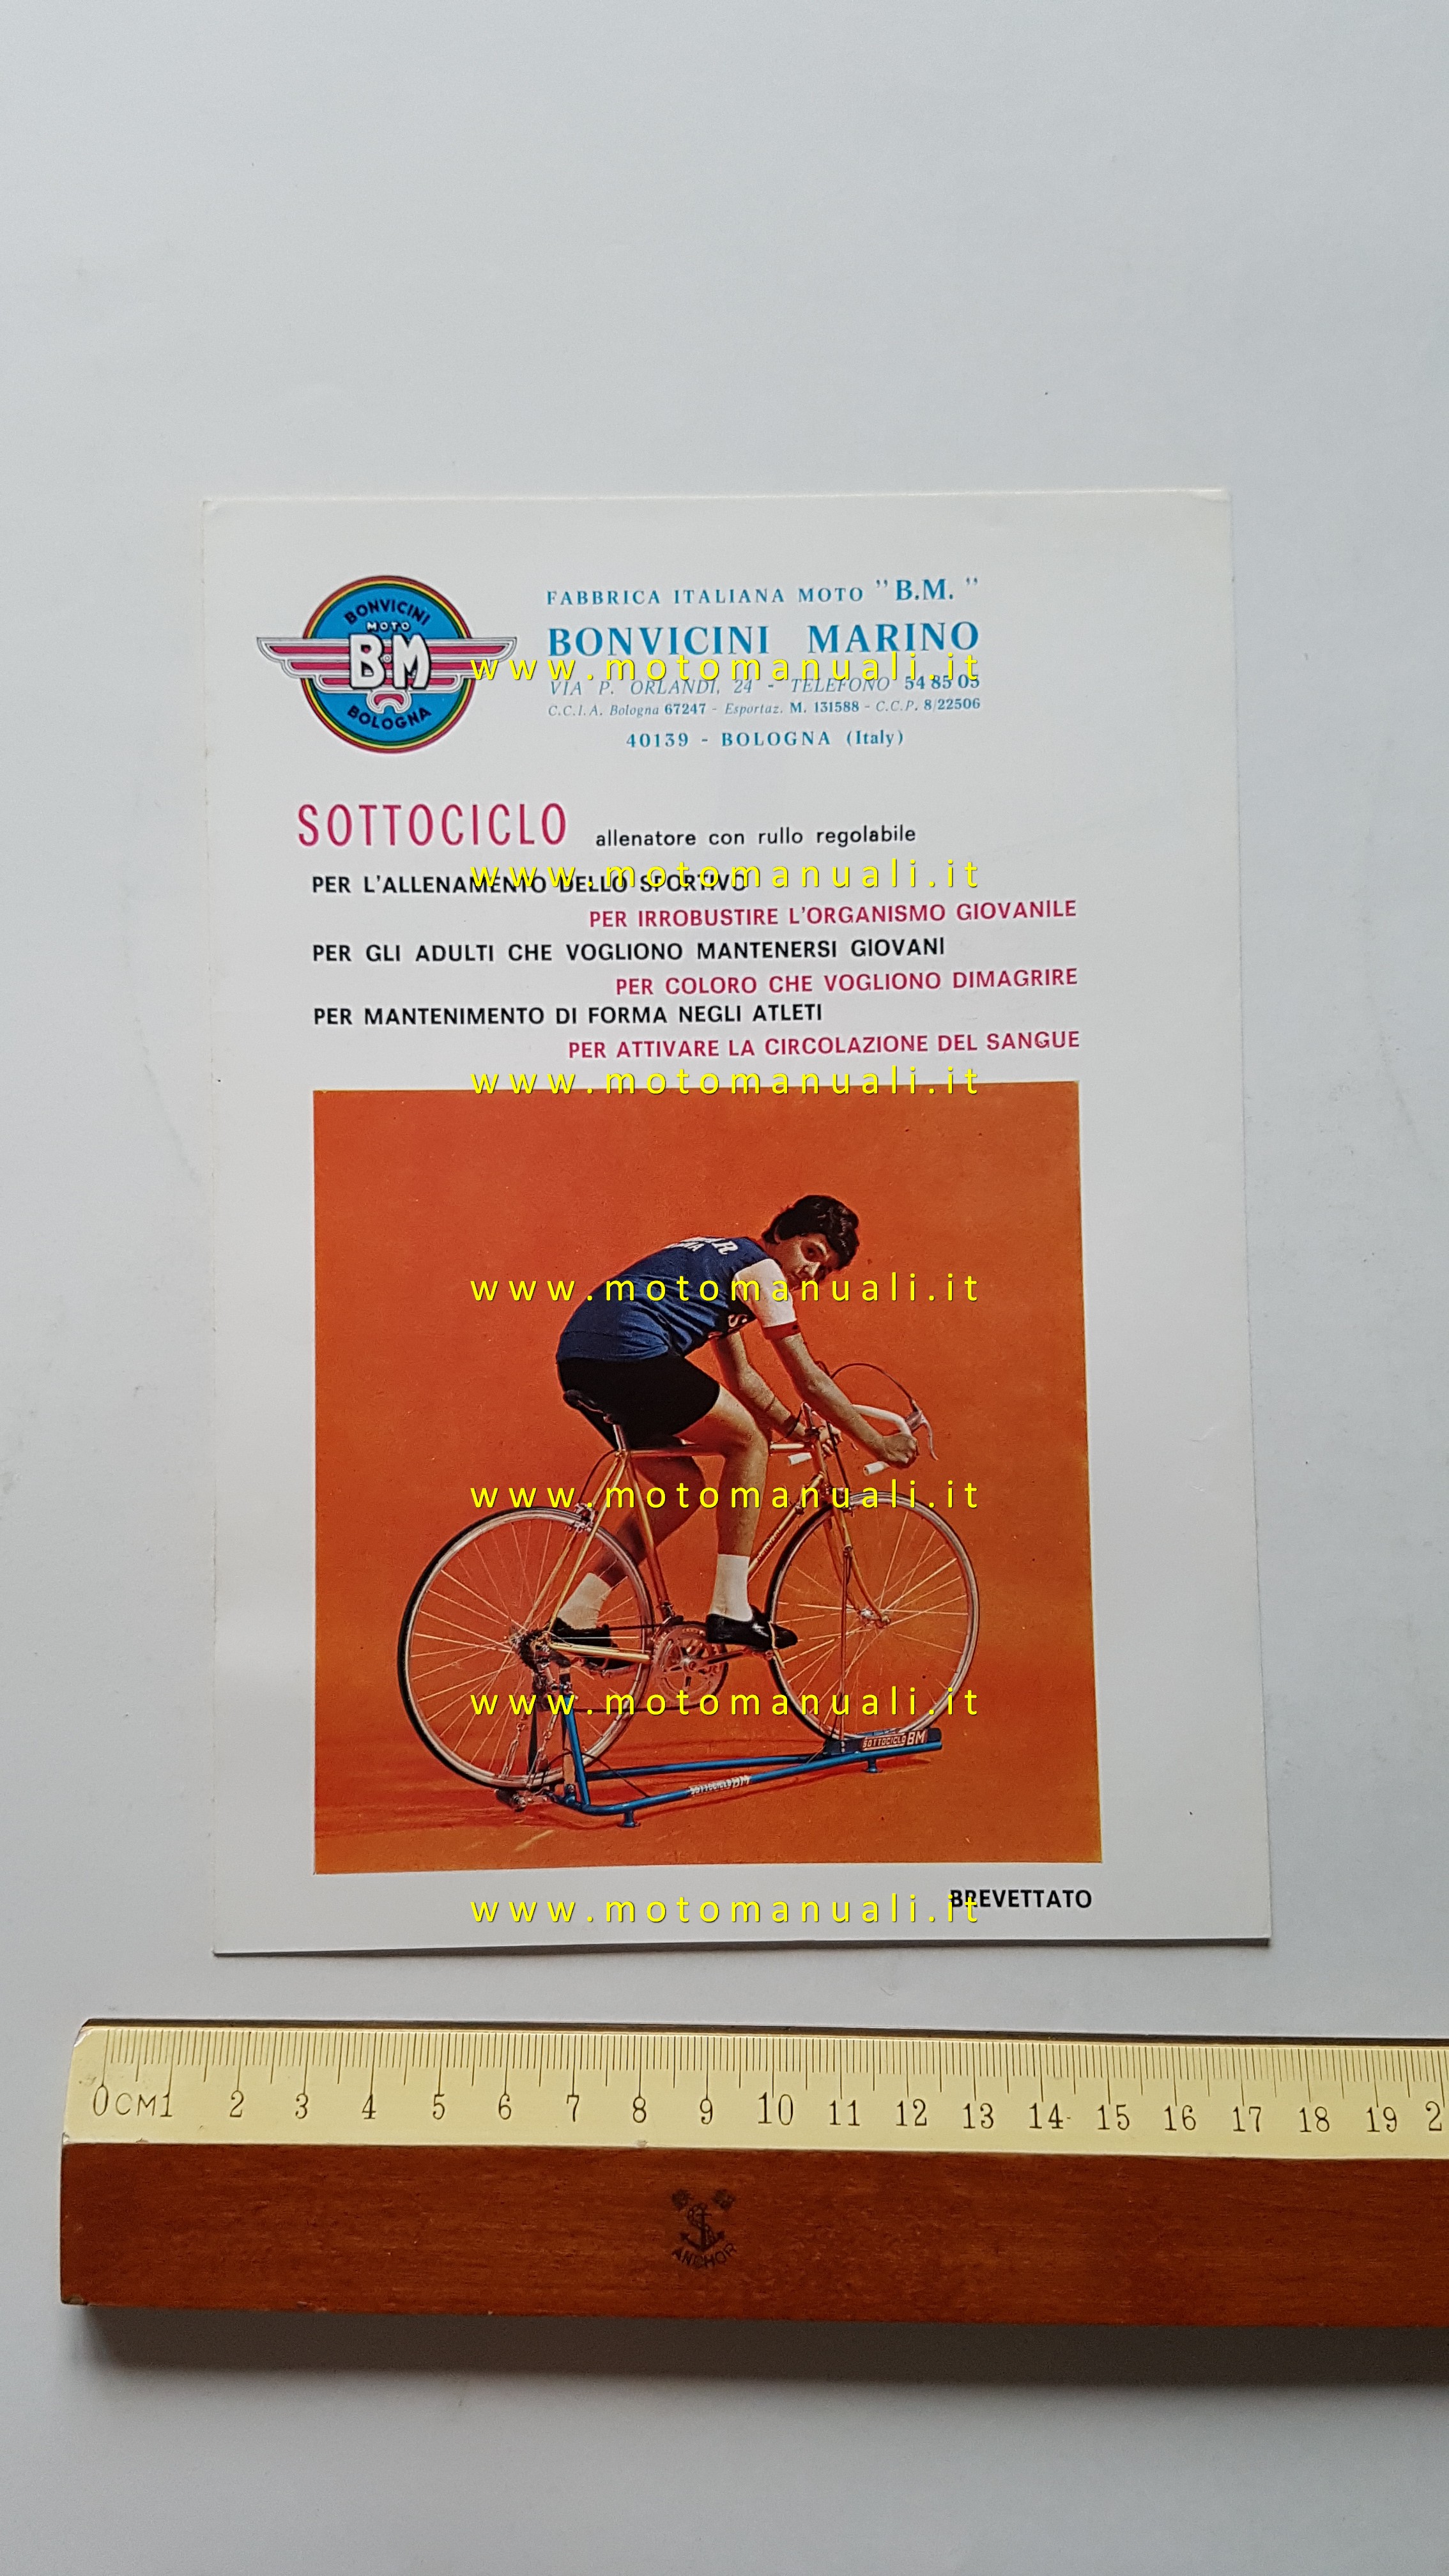 BONVICINI
MOTO
BM
BOLOGNA
FABBRICA ITALIANA MOTO "B.M. "
BONVICINI MARINO
www.motomanuali.it
VIA P. ORLANDI, 24 - TELEFONO 54 85 05
C.C.I.A. Bologna 67247 - Esportaz. M. 131588 - C.C.P. 8/22506
40139 - BOLOGNA (Italy)
SOTTOCICLO allenatore con rullo regolabile
www.motomanuali.it
PER L'ALLENAMENTO DELLO SPORTIVO
PER IRROBUSTIRE L'ORGANISMO GIOVANILE
PER GLI ADULTI CHE VOGLIONO MANTENERSI GIOVANI
PER COLORO CHE VOGLIONO DIMAGRIRE
PER MANTENIMENTO DI FORMA NEGLI ATLETI
PER ATTIVARE LA CIRCOLAZIONE DEL SANGUE
www.motomanuali.it
www.motomanuali.it
www.motomanuali.it
www.motomanuali.it
SOTTOCICLO BM
SOTTOCICLO BM
BREVETTATO
www.motomanuali.it
0CM1 2 3 4 5 6 7 8 9 10 11 12 13 14 15 16 17 18 19 2
ANCHOR